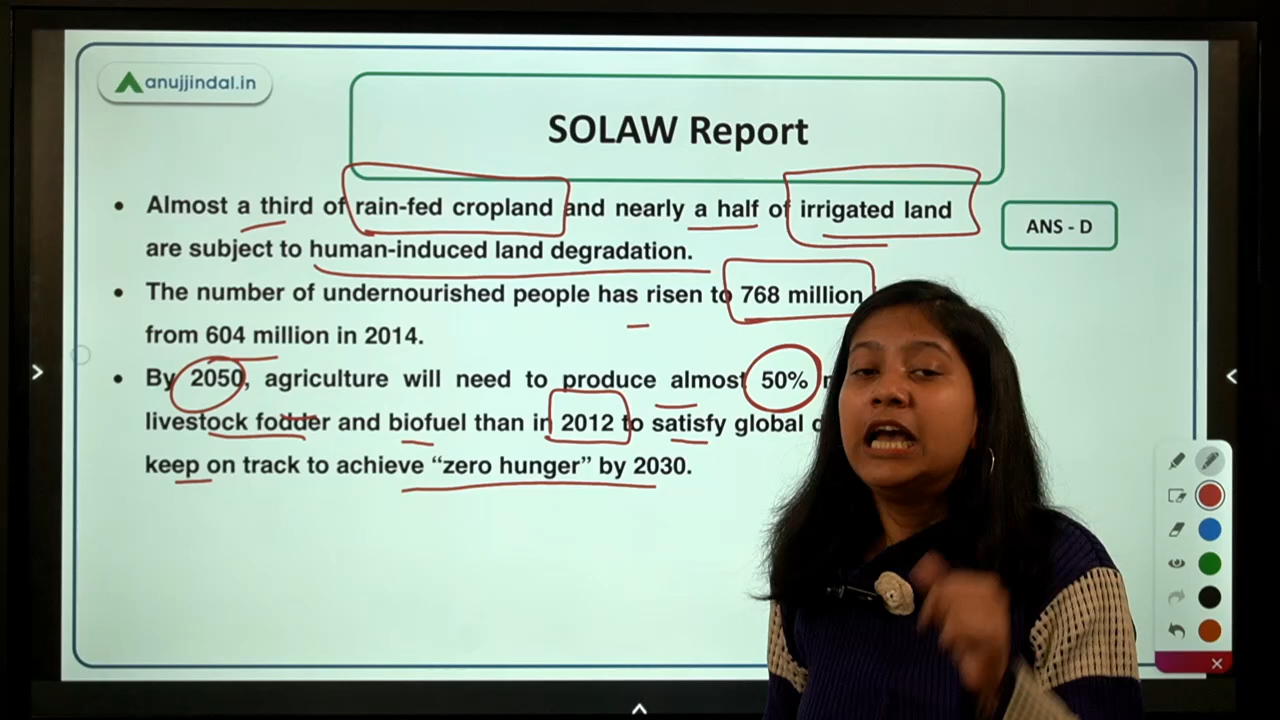 anujjindal.in
SOLAW Report
• Almost a third of rain-fed cropland and nearly a half of irrigated land
are subject to human-induced land degradation.
ANS - D
• The number of undernourished people has risen to 768 million
from 604 million in 2014.
• By 2050, agriculture will need to produce almost 50%
livestock fodder and biofuel than in 2012 to satisfy global
keep on track to achieve “zero hunger” by 2030.